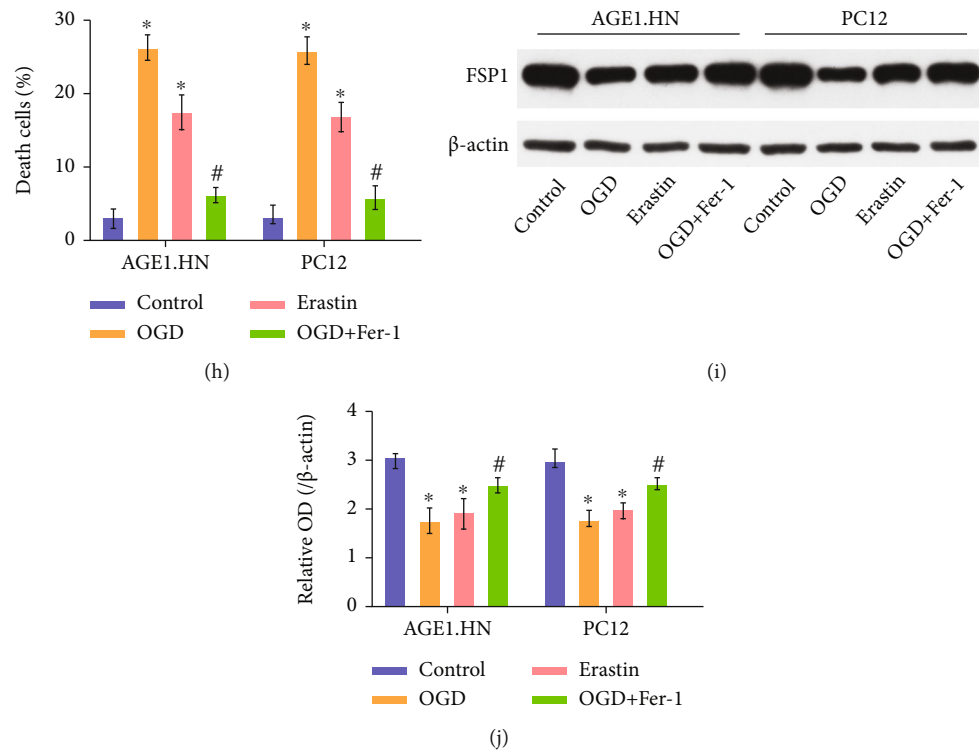 30
20
10
0
Death cells (%)
*
*
#
*
*
#
AGE1.HN PC12
Control Erastin
OGD OGD+Fer-1
(h)
AGE1.HN PC12
FSP1
β-actin
Control OGD Erastin OGD+Fer-1 Control OGD Erastin OGD+Fer-1
(i)
4
3
2
1
0
Relative OD (/β-actin)
*
*
#
*
*
#
AGE1.HN PC12
Control Erastin
OGD OGD+Fer-1
(j)